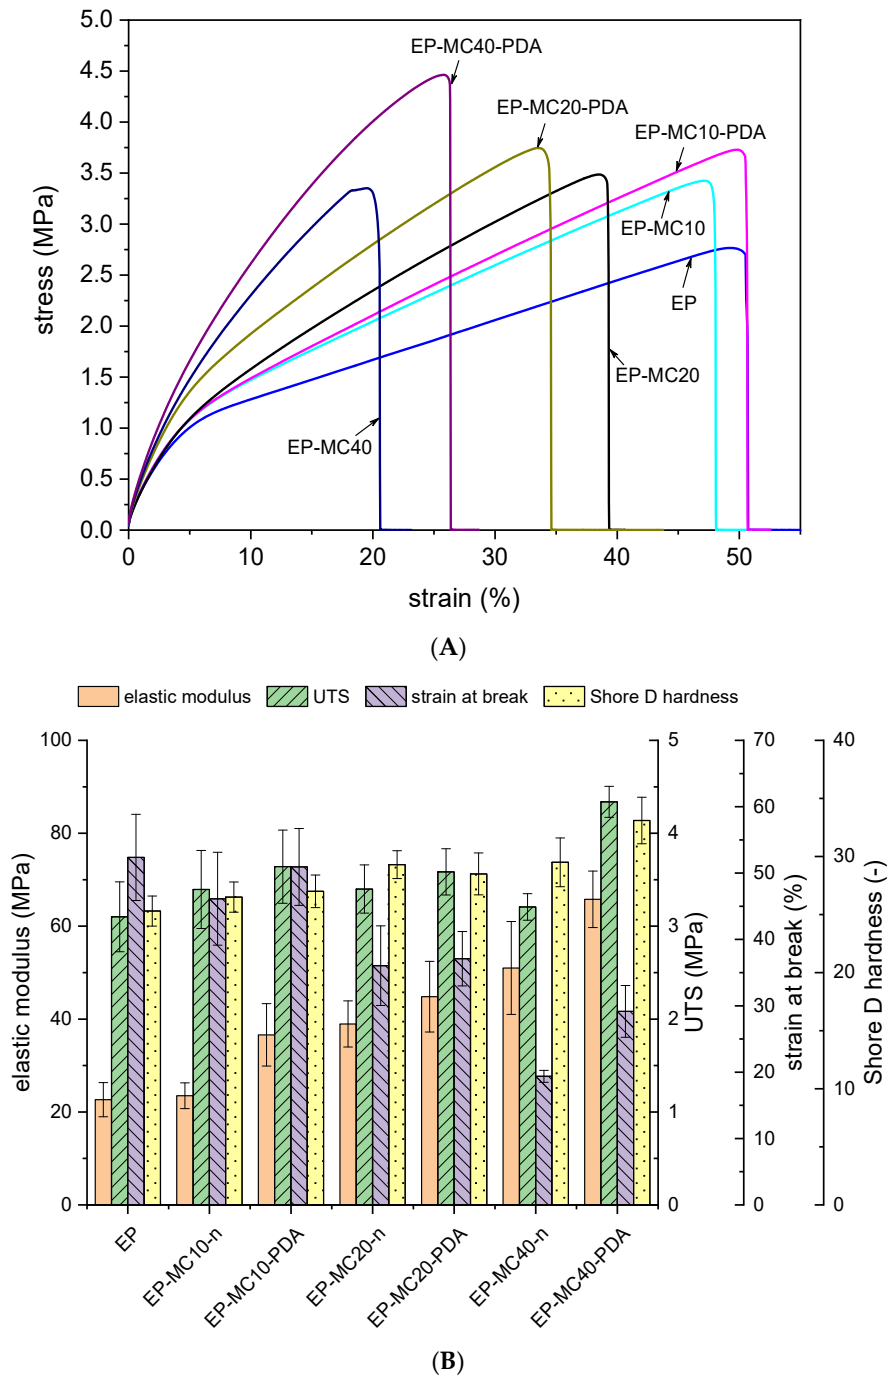 5.0
4.5
4.0
3.5
3.0
2.5
2.0
1.5
1.0
0.5
0.0
stress (MPa)
EP-MC40-PDA
EP-MC20-PDA
EP-MC10-PDA
EP-MC10
EP
EP-MC20
EP-MC40
0 10 20 30 40 50
strain (%)
(A)
elastic modulus UTS strain at break Shore D hardness
100
80
60
40
20
0
elastic modulus (MPa)
5
4
3
2
1
0
UTS (MPa)
70
60
50
40
30
20
10
0
strain at break (%)
40
30
20
10
0
Shore D hardness (-)
EP
EP-MC10-n
EP-MC10-PDA
EP-MC20-n
EP-MC20-PDA
EP-MC40-n
EP-MC40-PDA
(B)